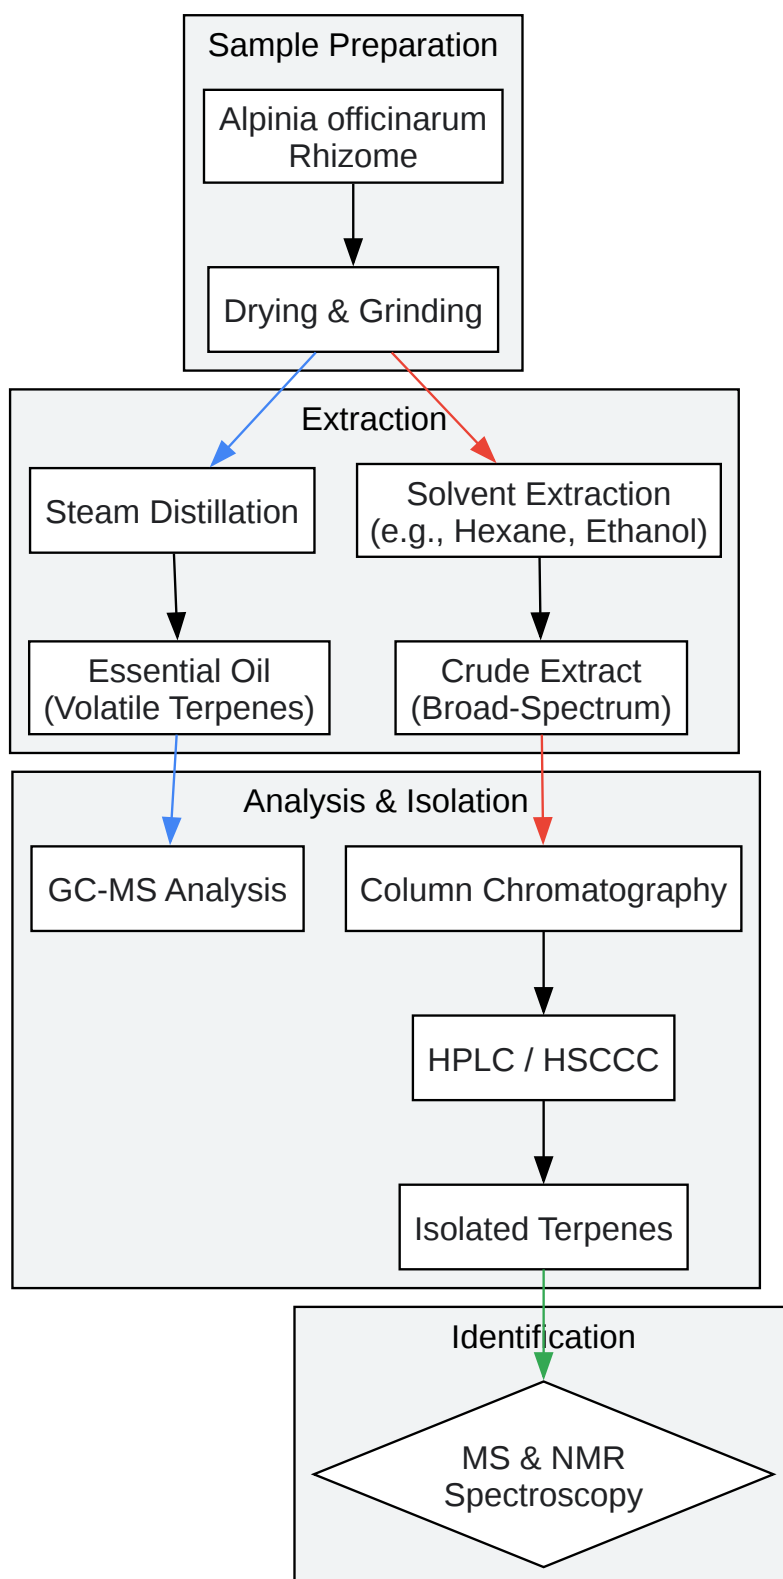 Sample Preparation
Alpinia officinarum
Rhizome
Drying & Grinding
Extraction
Steam Distillation
Solvent Extraction
(e.g., Hexane, Ethanol)
Essential Oil
(Volatile Terpenes)
Crude Extract
(Broad-Spectrum)
Analysis & Isolation
GC-MS Analysis
Column Chromatography
HPLC / HSCCC
Isolated Terpenes
Identification
MS & NMR
Spectroscopy